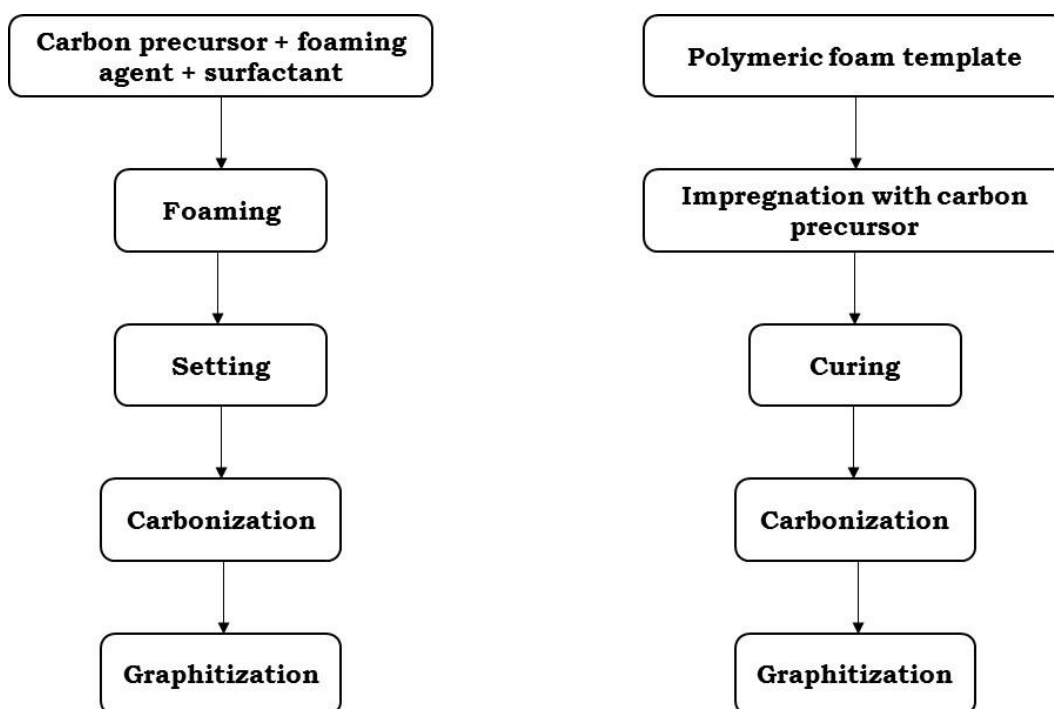 Carbon precursor + foaming
agent + surfactant
Foaming
Setting
Carbonization
Graphitization
Polymeric foam template
Impregnation with carbon
precursor
Curing
Carbonization
Graphitization